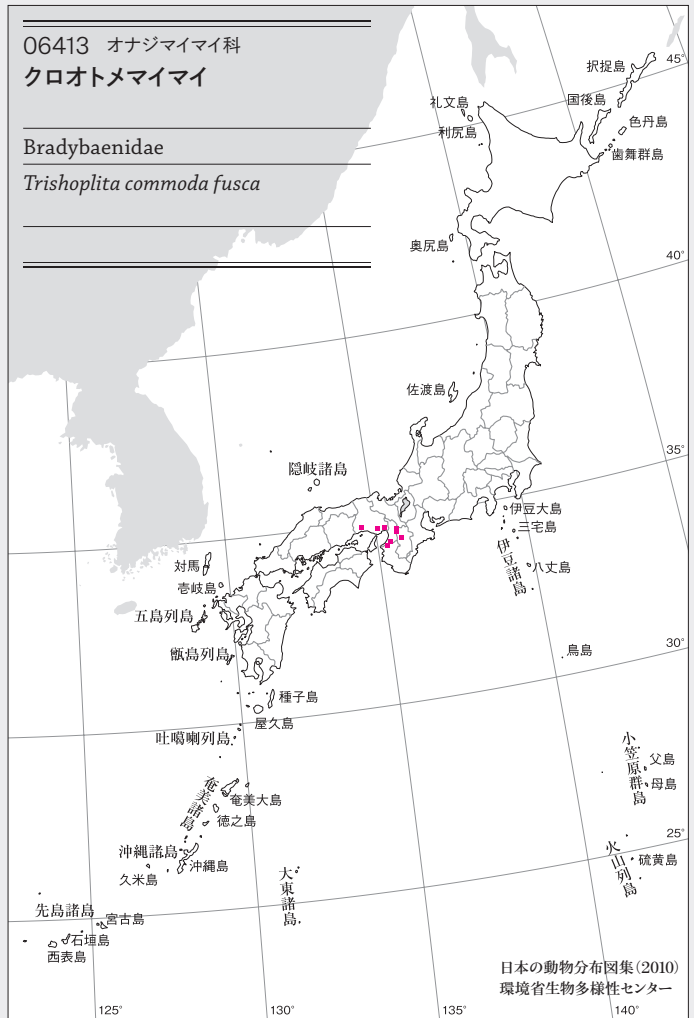 06413 オナジマイマイ科
クロオトメマイマイ
Bradybaenidae
Trishoplita commoda fusca
45°
択捉島
国後島
礼文島
色丹島
利尻島
歯舞群島
奥尻島
40°
佐渡島
35°
隠岐諸島
伊豆大島
三宅島
伊豆諸島
八丈島
対馬
壱岐島
五島列島
甑島列島
鳥島
30°
種子島
屋久島
吐噶喇列島
小笠原群島
父島
母島
奄美諸島
奄美大島
徳之島
25°
沖縄諸島
沖縄島
久米島
火山列島
硫黄島
大東諸島
先島諸島
宮古島
石垣島
西表島
日本の動物分布図集(2010)
環境省生物多様性センター
125°
130°
135°
140°